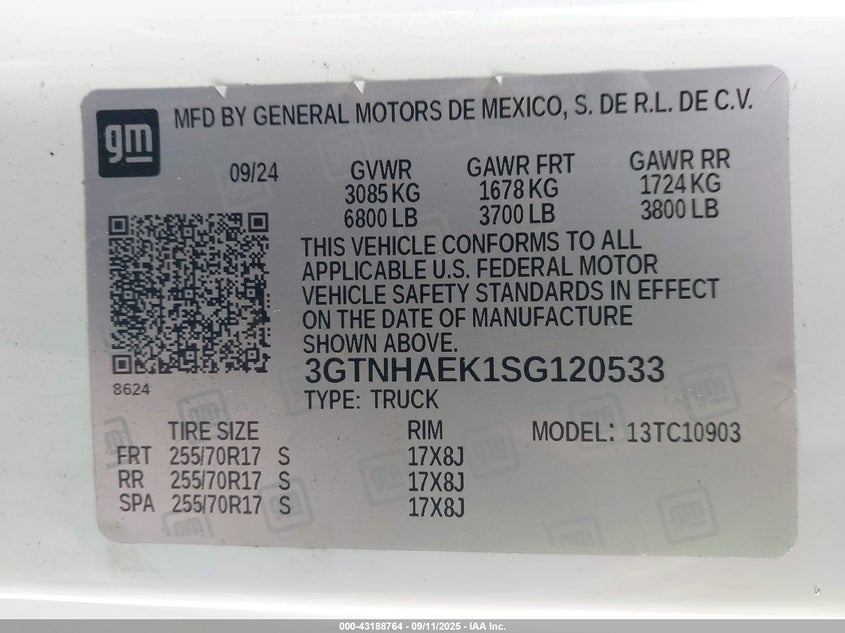 gm
MFD BY GENERAL MOTORS DE MEXICO, S. DE R.L. DE C.V.
09/24 GVWR GAWR FRT GAWR RR
3085 KG 1678 KG 1724 KG
6800 LB 3700 LB 3800 LB
THIS VEHICLE CONFORMS TO ALL
APPLICABLE U.S. FEDERAL MOTOR
VEHICLE SAFETY STANDARDS IN EFFECT
ON THE DATE OF MANUFACTURE
SHOWN ABOVE.
3GTNHAEK1SG120533
8624
TYPE: TRUCK
TIRE SIZE RIM MODEL: 13TC10903
FRT 255/70R17 S 17X8J
RR 255/70R17 S 17X8J
SPA 255/70R17 S 17X8J
000-43188764 - 09/11/2025 - IAA Inc.